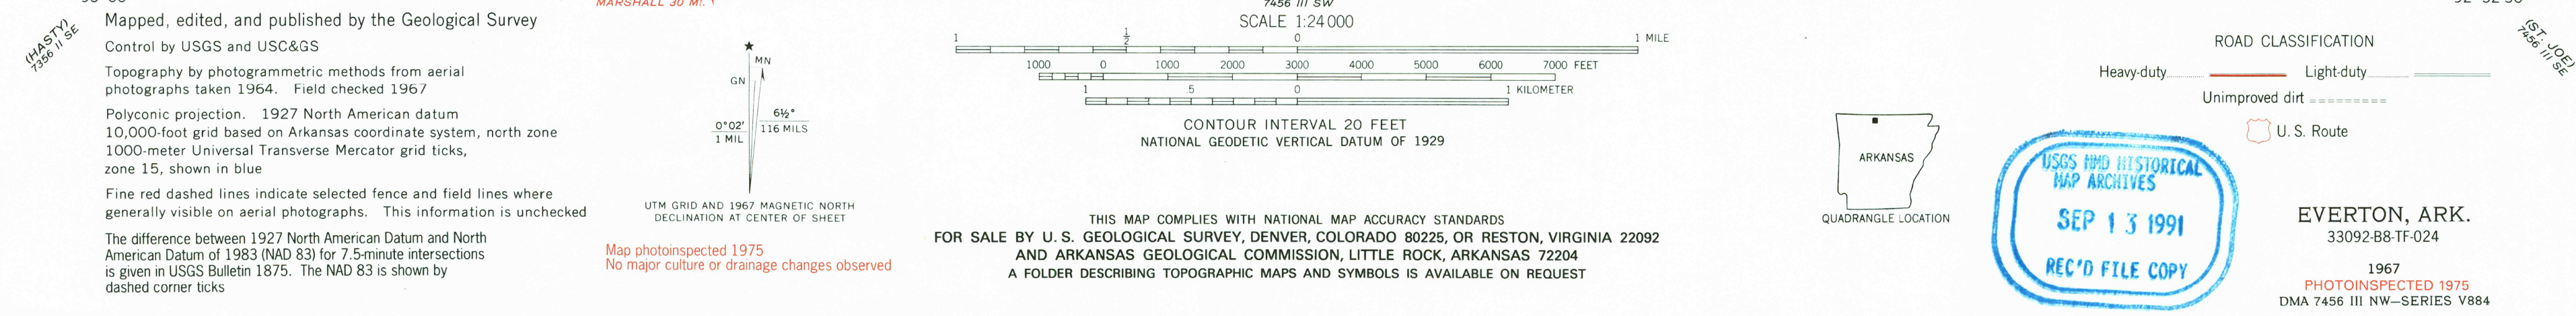 (HASTY)
7356 II SE
Mapped, edited, and published by the Geological Survey
Control by USGS and USC&GS
Topography by photogrammetric methods from aerial
photographs taken 1964. Field checked 1967
Polyconic projection. 1927 North American datum
10,000-foot grid based on Arkansas coordinate system, north zone
1000-meter Universal Transverse Mercator grid ticks,
zone 15, shown in blue
Fine red dashed lines indicate selected fence and field lines where
generally visible on aerial photographs. This information is unchecked
The difference between 1927 North American Datum and North
American Datum of 1983 (NAD 83) for 7.5-minute intersections
is given in USGS Bulletin 1875. The NAD 83 is shown by
dashed corner ticks
MARSHALL 30 MI.
MN
GN
0°02'
1 MIL
6½°
116 MILS
UTM GRID AND 1967 MAGNETIC NORTH
DECLINATION AT CENTER OF SHEET
Map photoinspected 1975
No major culture or drainage changes observed
7456 III SW
SCALE 1:24 000
1 ½ 0 1 MILE
1000 0 1000 2000 3000 4000 5000 6000 7000 FEET
1 .5 0 1 KILOMETER
CONTOUR INTERVAL 20 FEET
NATIONAL GEODETIC VERTICAL DATUM OF 1929
THIS MAP COMPLIES WITH NATIONAL MAP ACCURACY STANDARDS
FOR SALE BY U. S. GEOLOGICAL SURVEY, DENVER, COLORADO 80225, OR RESTON, VIRGINIA 22092
AND ARKANSAS GEOLOGICAL COMMISSION, LITTLE ROCK, ARKANSAS 72204
A FOLDER DESCRIBING TOPOGRAPHIC MAPS AND SYMBOLS IS AVAILABLE ON REQUEST
ARKANSAS
QUADRANGLE LOCATION
USGS NMD HISTORICAL
MAP ARCHIVES
SEP 13 1991
REC'D FILE COPY
ROAD CLASSIFICATION
Heavy-duty Light-duty
Unimproved dirt
U. S. Route
(ST. JOE)
7456 III SE
EVERTON, ARK.
33092-B8-TF-024
1967
PHOTOINSPECTED 1975
DMA 7456 III NW—SERIES V884